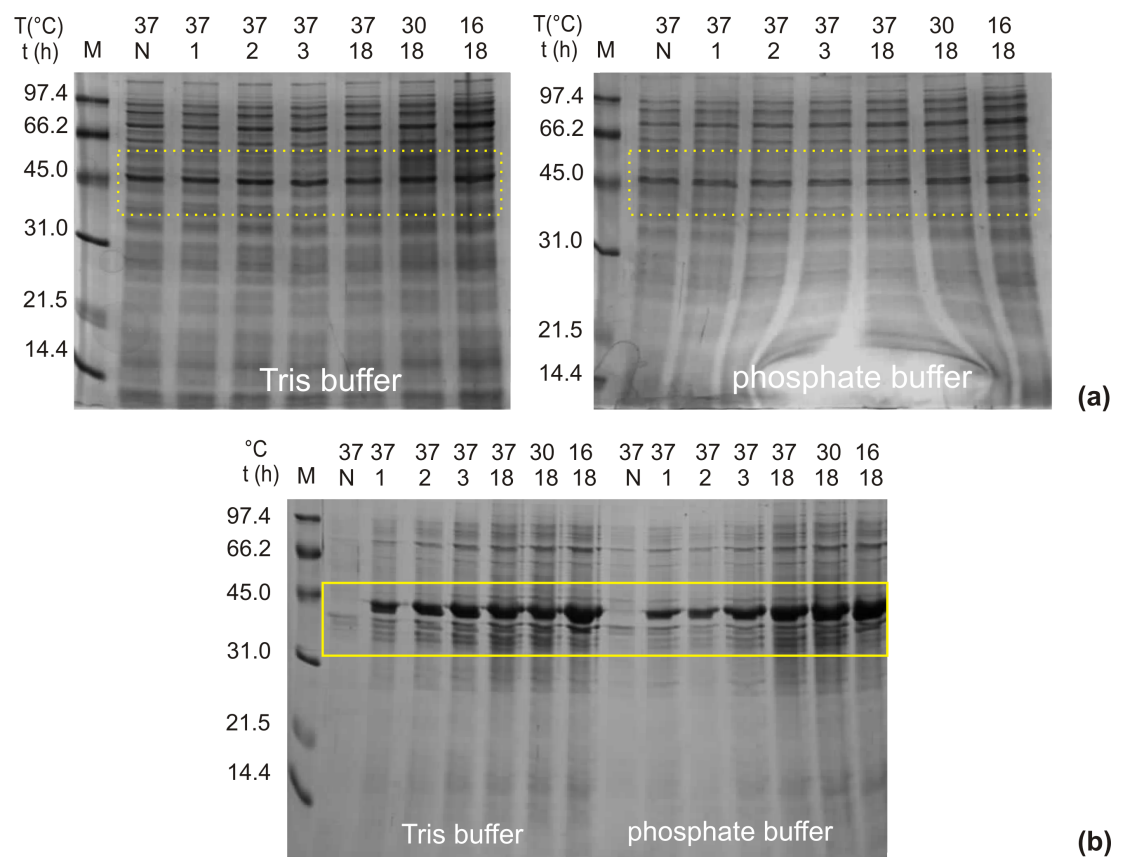 T(°C) 37 37 37 37 37 30 16
t (h) M N 1 2 3 18 18 18
97.4
66.2
45.0
31.0
21.5
14.4
Tris buffer
T(°C) 37 37 37 37 37 30 16
t (h) M N 1 2 3 18 18 18
97.4
66.2
45.0
31.0
21.5
14.4
phosphate buffer
(a)
°C 37 37 37 37 37 30 16 37 37 37 37 37 30 16
t (h) M N 1 2 3 18 18 18 N 1 2 3 18 18 18
97.4
66.2
45.0
31.0
21.5
14.4
Tris buffer phosphate buffer
(b)